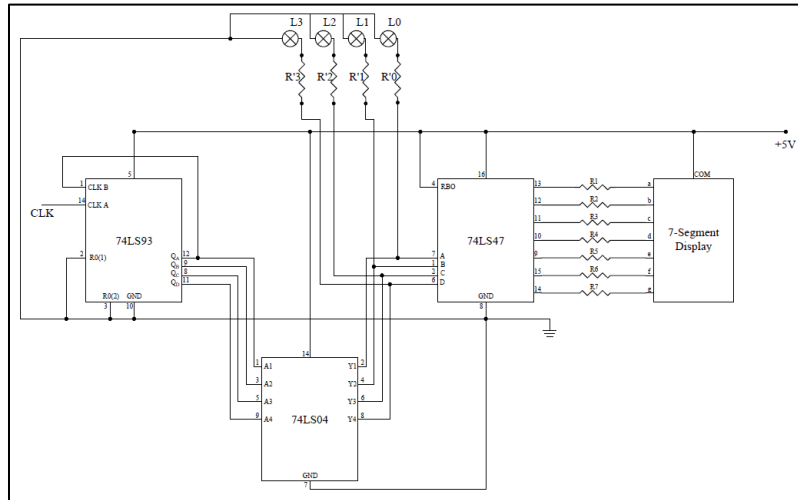 L3 L2 L1 L0
R'3 R'2 R'1 R'0
+5V
5
1 CLK B
14 CLK A
CLK
74LS93
2 R0(1)
QA 12
QB 9
QC 8
QD 11
R0(2) GND
3 10
16
4 RBO
74LS47
7 A
1 B
2 C
6 D
GND
8
13 R1 a
12 R2 b
11 R3 c
10 R4 d
9 R5 e
15 R6 f
14 R7 g
COM
7-Segment
Display
14
1 A1 Y1 2
3 A2 Y2 4
5 A3 Y3 6
9 A4 Y4 8
74LS04
GND
7